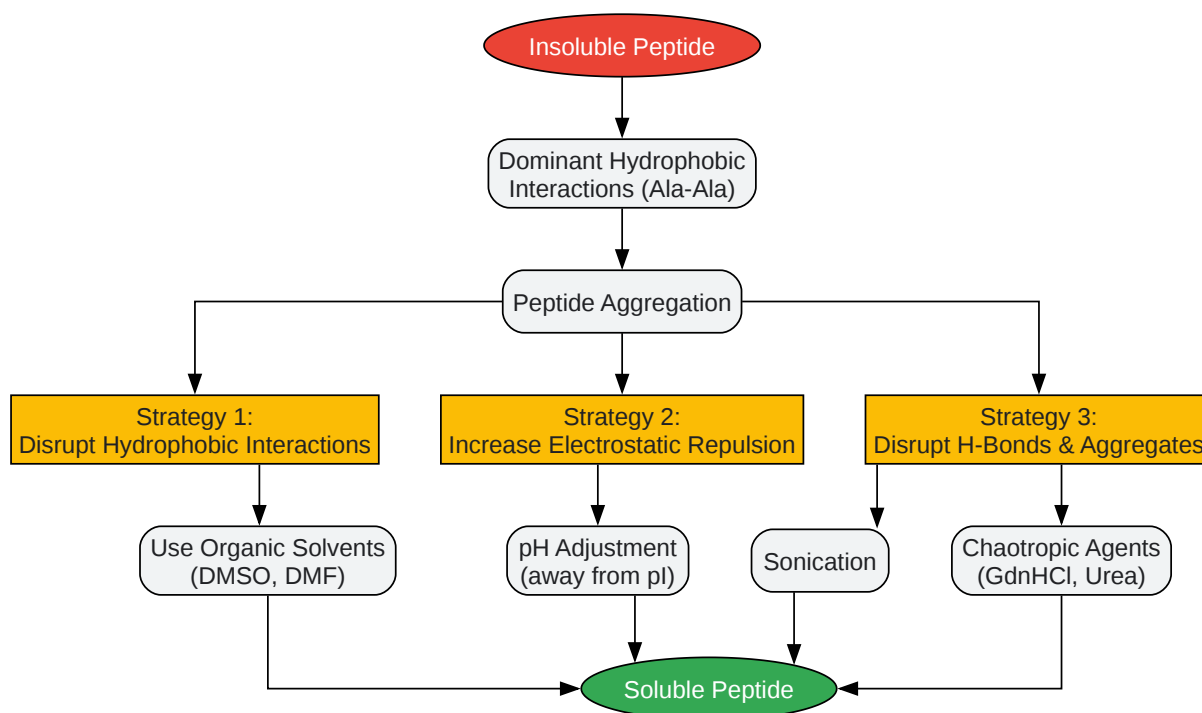 Insoluble Peptide
Dominant Hydrophobic
Interactions (Ala-Ala)
Peptide Aggregation
Strategy 1:
Disrupt Hydrophobic Interactions
Strategy 2:
Increase Electrostatic Repulsion
Strategy 3:
Disrupt H-Bonds & Aggregates
Use Organic Solvents
(DMSO, DMF)
pH Adjustment
(away from pI)
Sonication
Chaotropic Agents
(GdnHCl, Urea)
Soluble Peptide